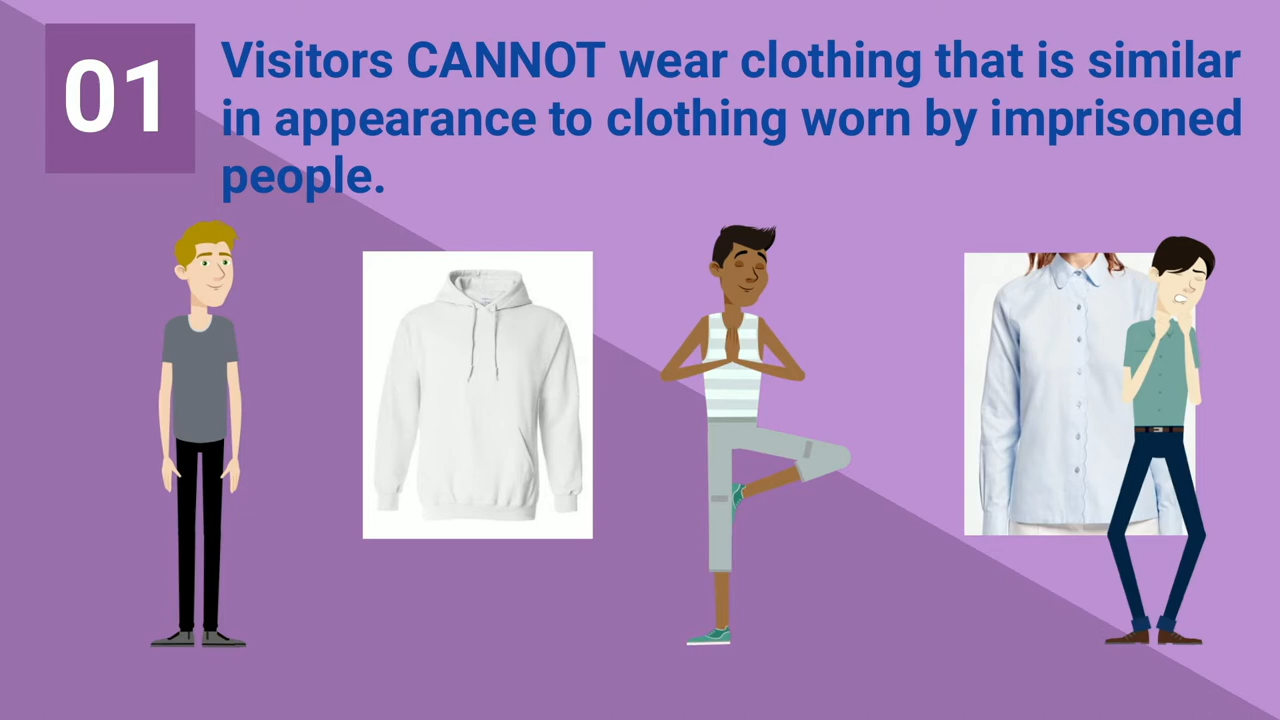 01
Visitors CANNOT wear clothing that is similar
in appearance to clothing worn by imprisoned
people.